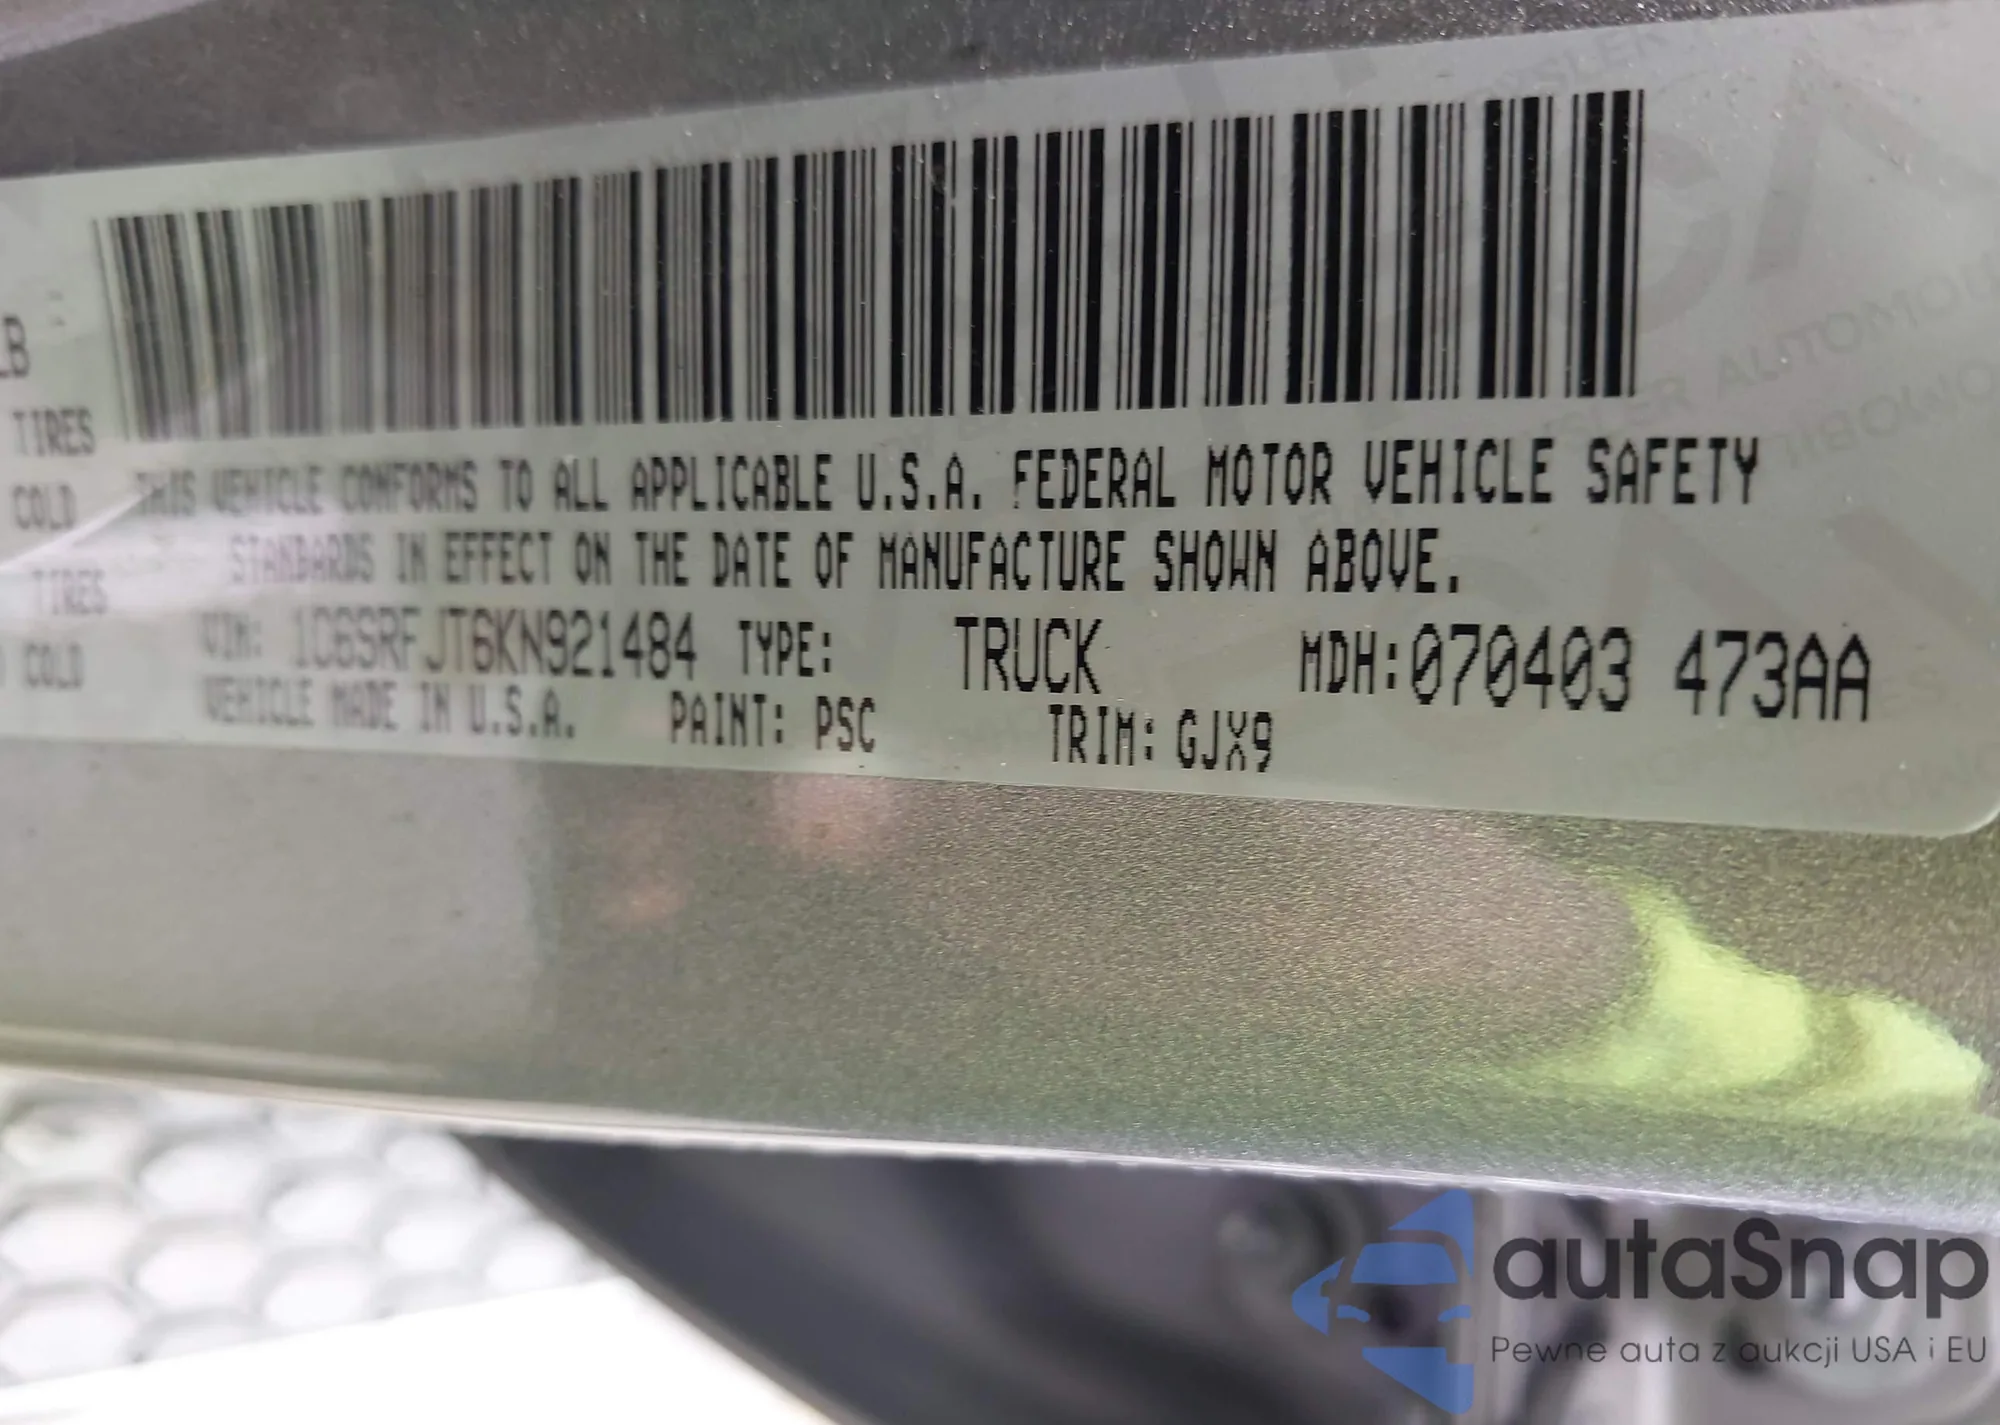 LB
TIRES
COLD
TIRES
COLD
THIS VEHICLE CONFORMS TO ALL APPLICABLE U.S.A. FEDERAL MOTOR VEHICLE SAFETY
STANDARDS IN EFFECT ON THE DATE OF MANUFACTURE SHOWN ABOVE.
VIN: 1C6SRFJT6KN921484 TYPE: TRUCK MDH:070403 473AA
VEHICLE MADE IN U.S.A. PAINT: PSC TRIM: GJX9
autaSnap
Pewne auta z aukcji USA i EU